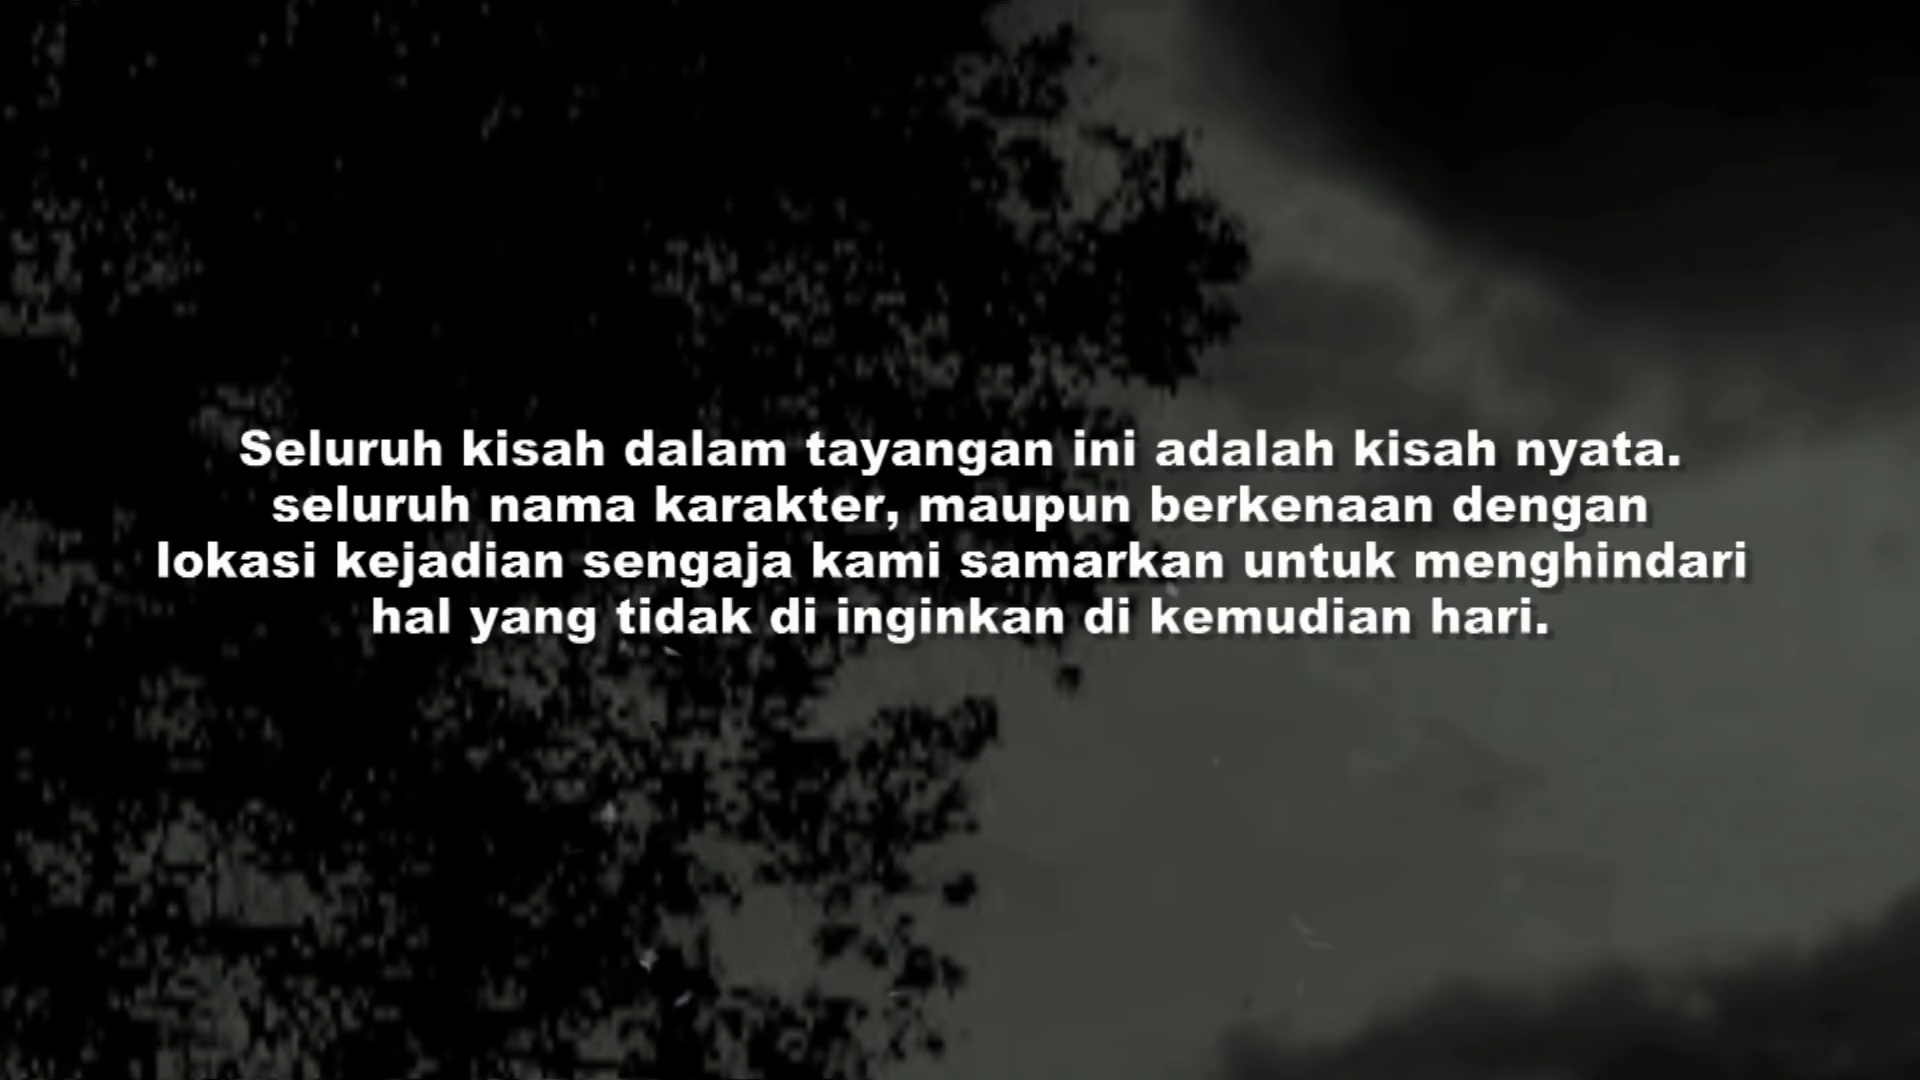 Seluruh kisah dalam tayangan ini adalah kisah nyata.
seluruh nama karakter, maupun berkenaan dengan
lokasi kejadian sengaja kami samarkan untuk menghindari
hal yang tidak di inginkan di kemudian hari.